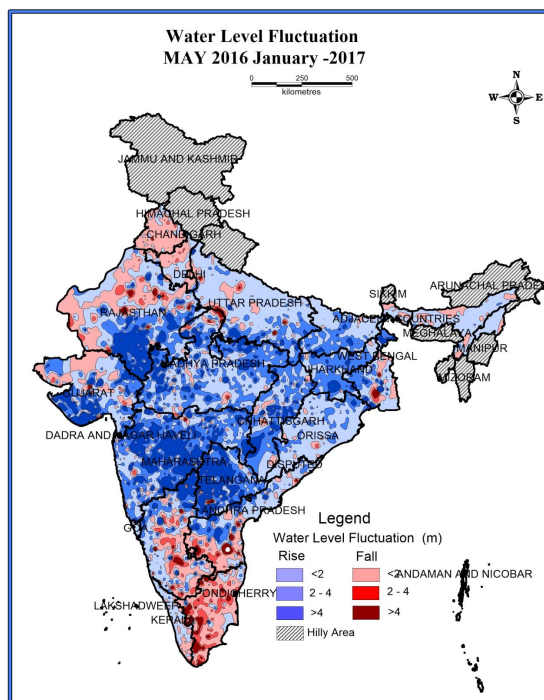 Water Level Fluctuation
MAY 2016 January -2017
0 250 500
kilometres
N
W E
S
JAMMU AND KASHMIR
HIMACHAL PRADESH
CHANDIGARH
DELHI
ARUNACHAL PRADE
SIKKIM
UTTAR PRADESH
RAJASTHAN
ADJACENT COUNTRIES
MEGHALAYA
MANIPUR
WEST BENGAL
MADHYA PRADESH
JHARKHAND
MIZORAM
GUJARAT
CHHATTISGARH
DADRA AND NAGAR HAVELI
ORISSA
MAHARASHTRA
DISPUTED
TELANGANA
ANDHRA PRADESH
GOA
Legend
Water Level Fluctuation (m)
Rise Fall
<2 <2 ANDAMAN AND NICOBAR
PONDICHERRY
2 - 4 2 - 4
LAKSHADWEEP
>4 >4
KERALA
Hilly Area